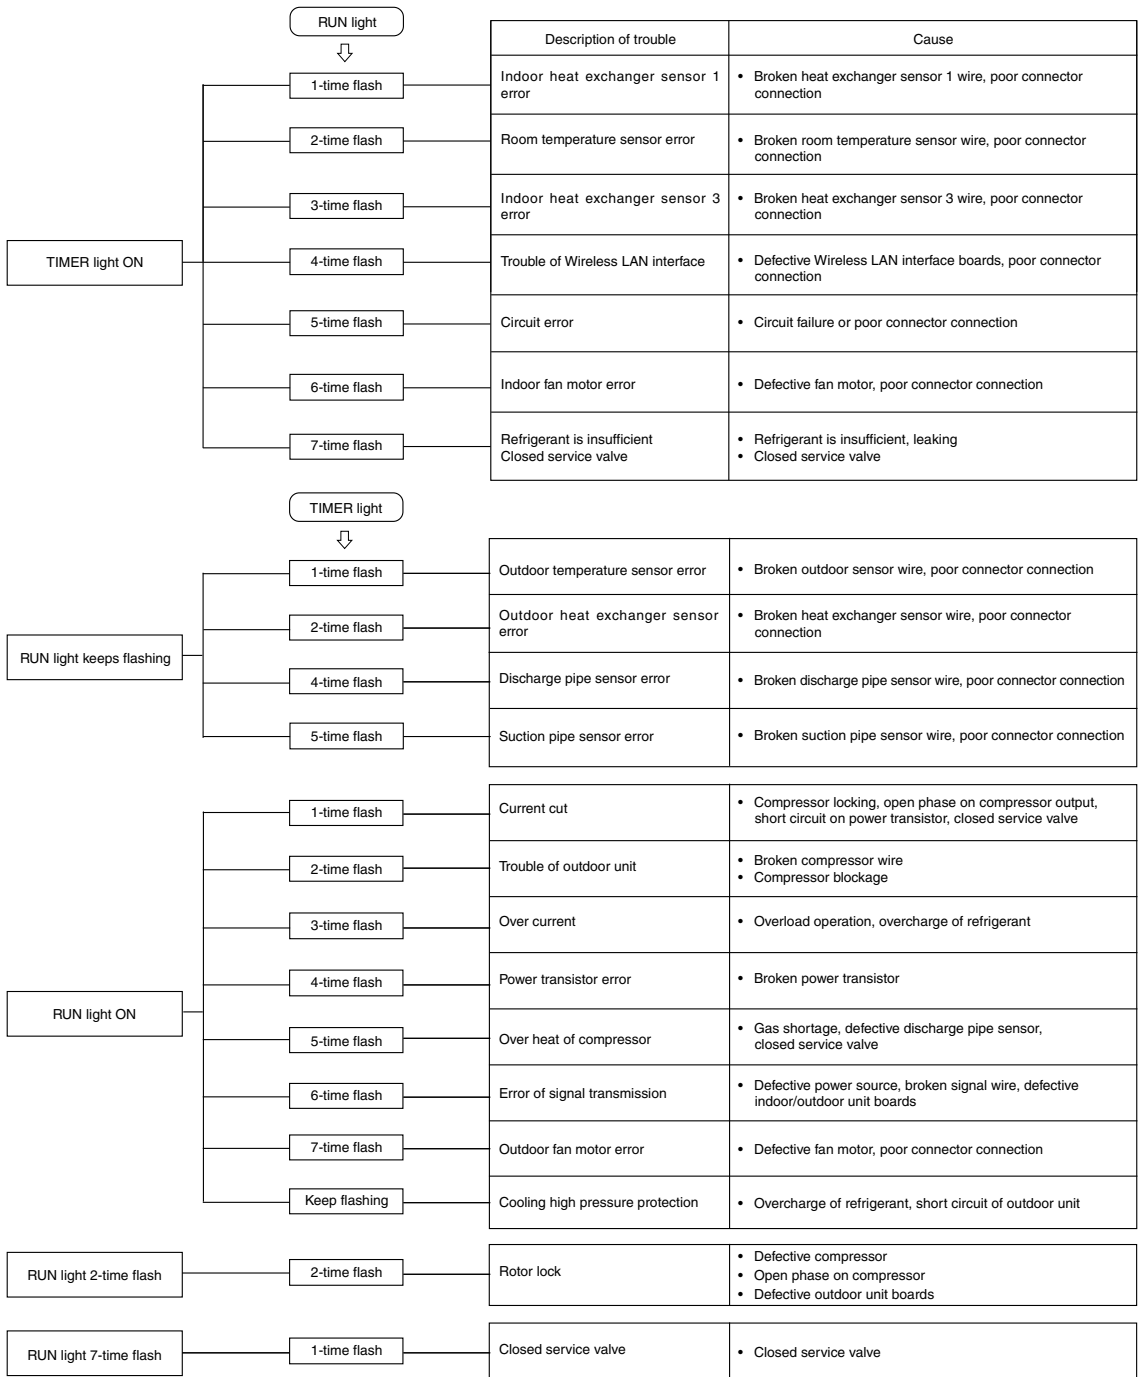 RUN light
Description of trouble
Cause
1-time flash
Indoor heat exchanger sensor 1
error
• Broken heat exchanger sensor 1 wire, poor connector
connection
2-time flash
Room temperature sensor error
• Broken room temperature sensor wire, poor connector
connection
3-time flash
Indoor heat exchanger sensor 3
error
• Broken heat exchanger sensor 3 wire, poor connector
connection
TIMER light ON
4-time flash
Trouble of Wireless LAN interface
• Defective Wireless LAN interface boards, poor connector
connection
5-time flash
Circuit error
• Circuit failure or poor connector connection
6-time flash
Indoor fan motor error
• Defective fan motor, poor connector connection
7-time flash
Refrigerant is insufficient
Closed service valve
• Refrigerant is insufficient, leaking
• Closed service valve
TIMER light
1-time flash
Outdoor temperature sensor error
• Broken outdoor sensor wire, poor connector connection
2-time flash
Outdoor heat exchanger sensor
error
• Broken heat exchanger sensor wire, poor connector
connection
RUN light keeps flashing
4-time flash
Discharge pipe sensor error
• Broken discharge pipe sensor wire, poor connector connection
5-time flash
Suction pipe sensor error
• Broken suction pipe sensor wire, poor connector connection
1-time flash
Current cut
• Compressor locking, open phase on compressor output,
short circuit on power transistor, closed service valve
2-time flash
Trouble of outdoor unit
• Broken compressor wire
• Compressor blockage
3-time flash
Over current
• Overload operation, overcharge of refrigerant
4-time flash
Power transistor error
• Broken power transistor
RUN light ON
5-time flash
Over heat of compressor
• Gas shortage, defective discharge pipe sensor,
closed service valve
6-time flash
Error of signal transmission
• Defective power source, broken signal wire, defective
indoor/outdoor unit boards
7-time flash
Outdoor fan motor error
• Defective fan motor, poor connector connection
Keep flashing
Cooling high pressure protection
• Overcharge of refrigerant, short circuit of outdoor unit
RUN light 2-time flash
2-time flash
Rotor lock
• Defective compressor
• Open phase on compressor
• Defective outdoor unit boards
RUN light 7-time flash
1-time flash
Closed service valve
• Closed service valve